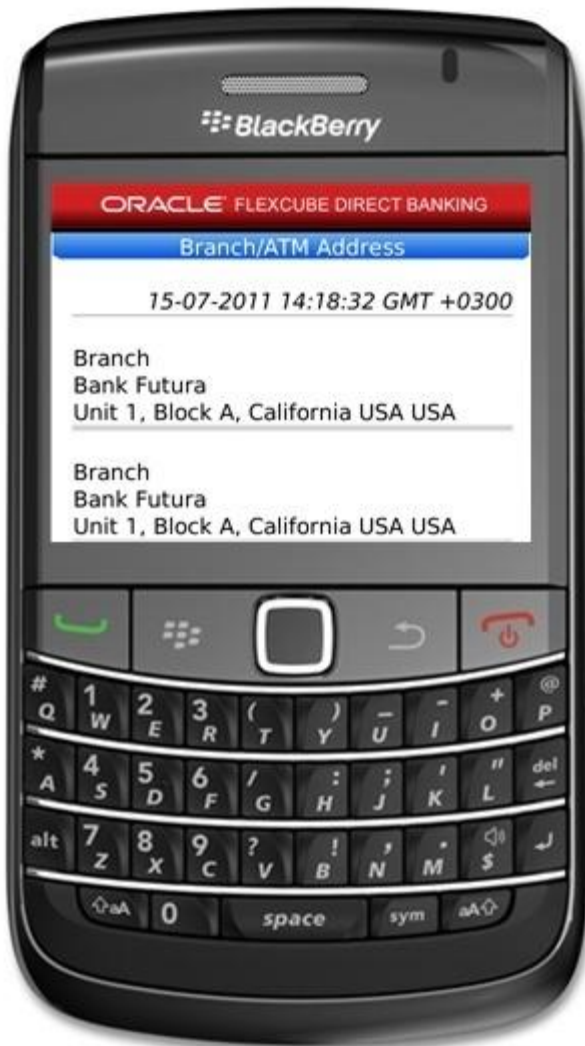 BlackBerry
ORACLE FLEXCUBE DIRECT BANKING
Branch/ATM Address
15-07-2011 14:18:32 GMT +0300
Branch
Bank Futura
Unit 1, Block A, California USA USA
Branch
Bank Futura
Unit 1, Block A, California USA USA
# Q 1 W 2 E 3 R ( T ) Y _ U - I + O @ P
* A 4 S 5 D 6 F / G : H ; J ' K " L del
alt 7 Z 8 X 9 C ? V ! B , N . M $
aA 0 space sym aA